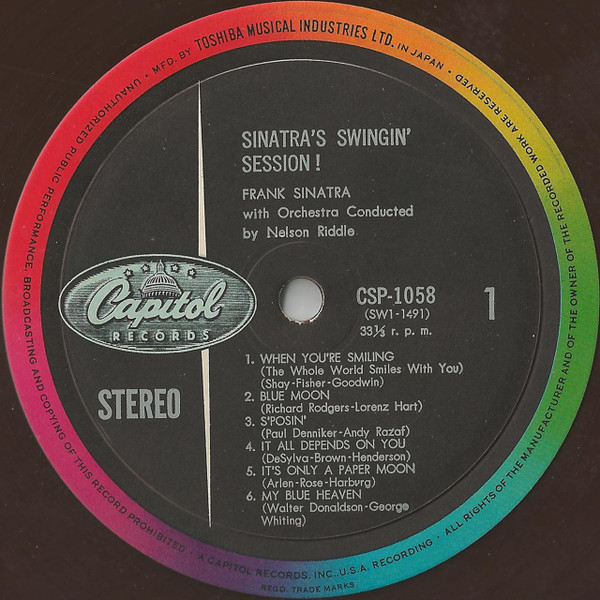 MFD. BY TOSHIBA MUSICAL INDUSTRIES LTD. IN JAPAN • ALL RIGHTS OF THE MANUFACTURER AND OF THE OWNER OF THE RECORDED WORK ARE RESERVED
UNAUTHORIZED PUBLIC PERFORMANCE, BROADCASTING AND COPYING OF THIS RECORD PROHIBITED
SINATRA'S SWINGIN'
SESSION!
FRANK SINATRA
with Orchestra Conducted
by Nelson Riddle
Capitol
RECORDS
CSP-1058
(SW1-1491)
33⅓ r. p. m.
1
STEREO
1. WHEN YOU'RE SMILING
(The Whole World Smiles With You)
(Shay-Fisher-Goodwin)
2. BLUE MOON
(Richard Rodgers-Lorenz Hart)
3. S'POSIN'
(Paul Denniker-Andy Razaf)
4. IT ALL DEPENDS ON YOU
(DeSylva-Brown-Henderson)
5. IT'S ONLY A PAPER MOON
(Arlen-Rose-Harburg)
6. MY BLUE HEAVEN
(Walter Donaldson-George
Whiting)
A CAPITOL RECORDS, INC., U.S.A. RECORDING •
REGD. TRADE MARKS